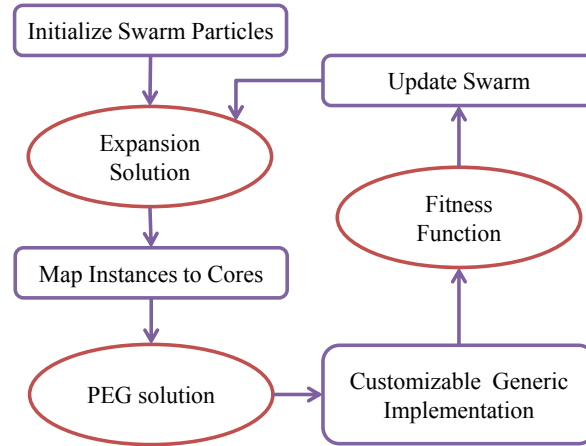 Initialize Swarm Particles
Update Swarm
Expansion
Solution
Fitness
Function
Map Instances to Cores
PEG solution
Customizable Generic
Implementation